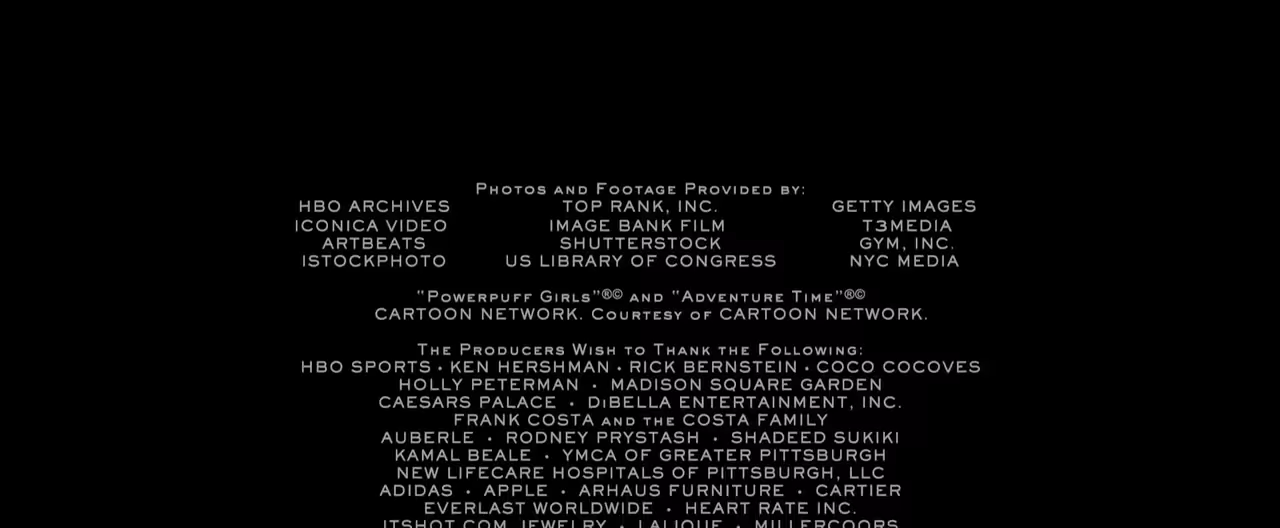 Photos and Footage Provided by:
HBO ARCHIVES TOP RANK, INC. GETTY IMAGES
ICONICA VIDEO IMAGE BANK FILM T3MEDIA
ARTBEATS SHUTTERSTOCK GYM, INC.
ISTOCKPHOTO US LIBRARY OF CONGRESS NYC MEDIA
“Powerpuff Girls”®© and “Adventure Time”®©
CARTOON NETWORK. Courtesy of CARTOON NETWORK.
The Producers Wish to Thank the Following:
HBO SPORTS • KEN HERSHMAN • RICK BERNSTEIN • COCO COCOVES
HOLLY PETERMAN • MADISON SQUARE GARDEN
CAESARS PALACE • DiBELLA ENTERTAINMENT, INC.
FRANK COSTA and the COSTA FAMILY
AUBERLE • RODNEY PRYSTASH • SHADEED SUKIKI
KAMAL BEALE • YMCA OF GREATER PITTSBURGH
NEW LIFECARE HOSPITALS OF PITTSBURGH, LLC
ADIDAS • APPLE • ARHAUS FURNITURE • CARTIER
EVERLAST WORLDWIDE • HEART RATE INC.
ITSHOT.COM JEWELRY • LALIQUE • MILLERCOORS